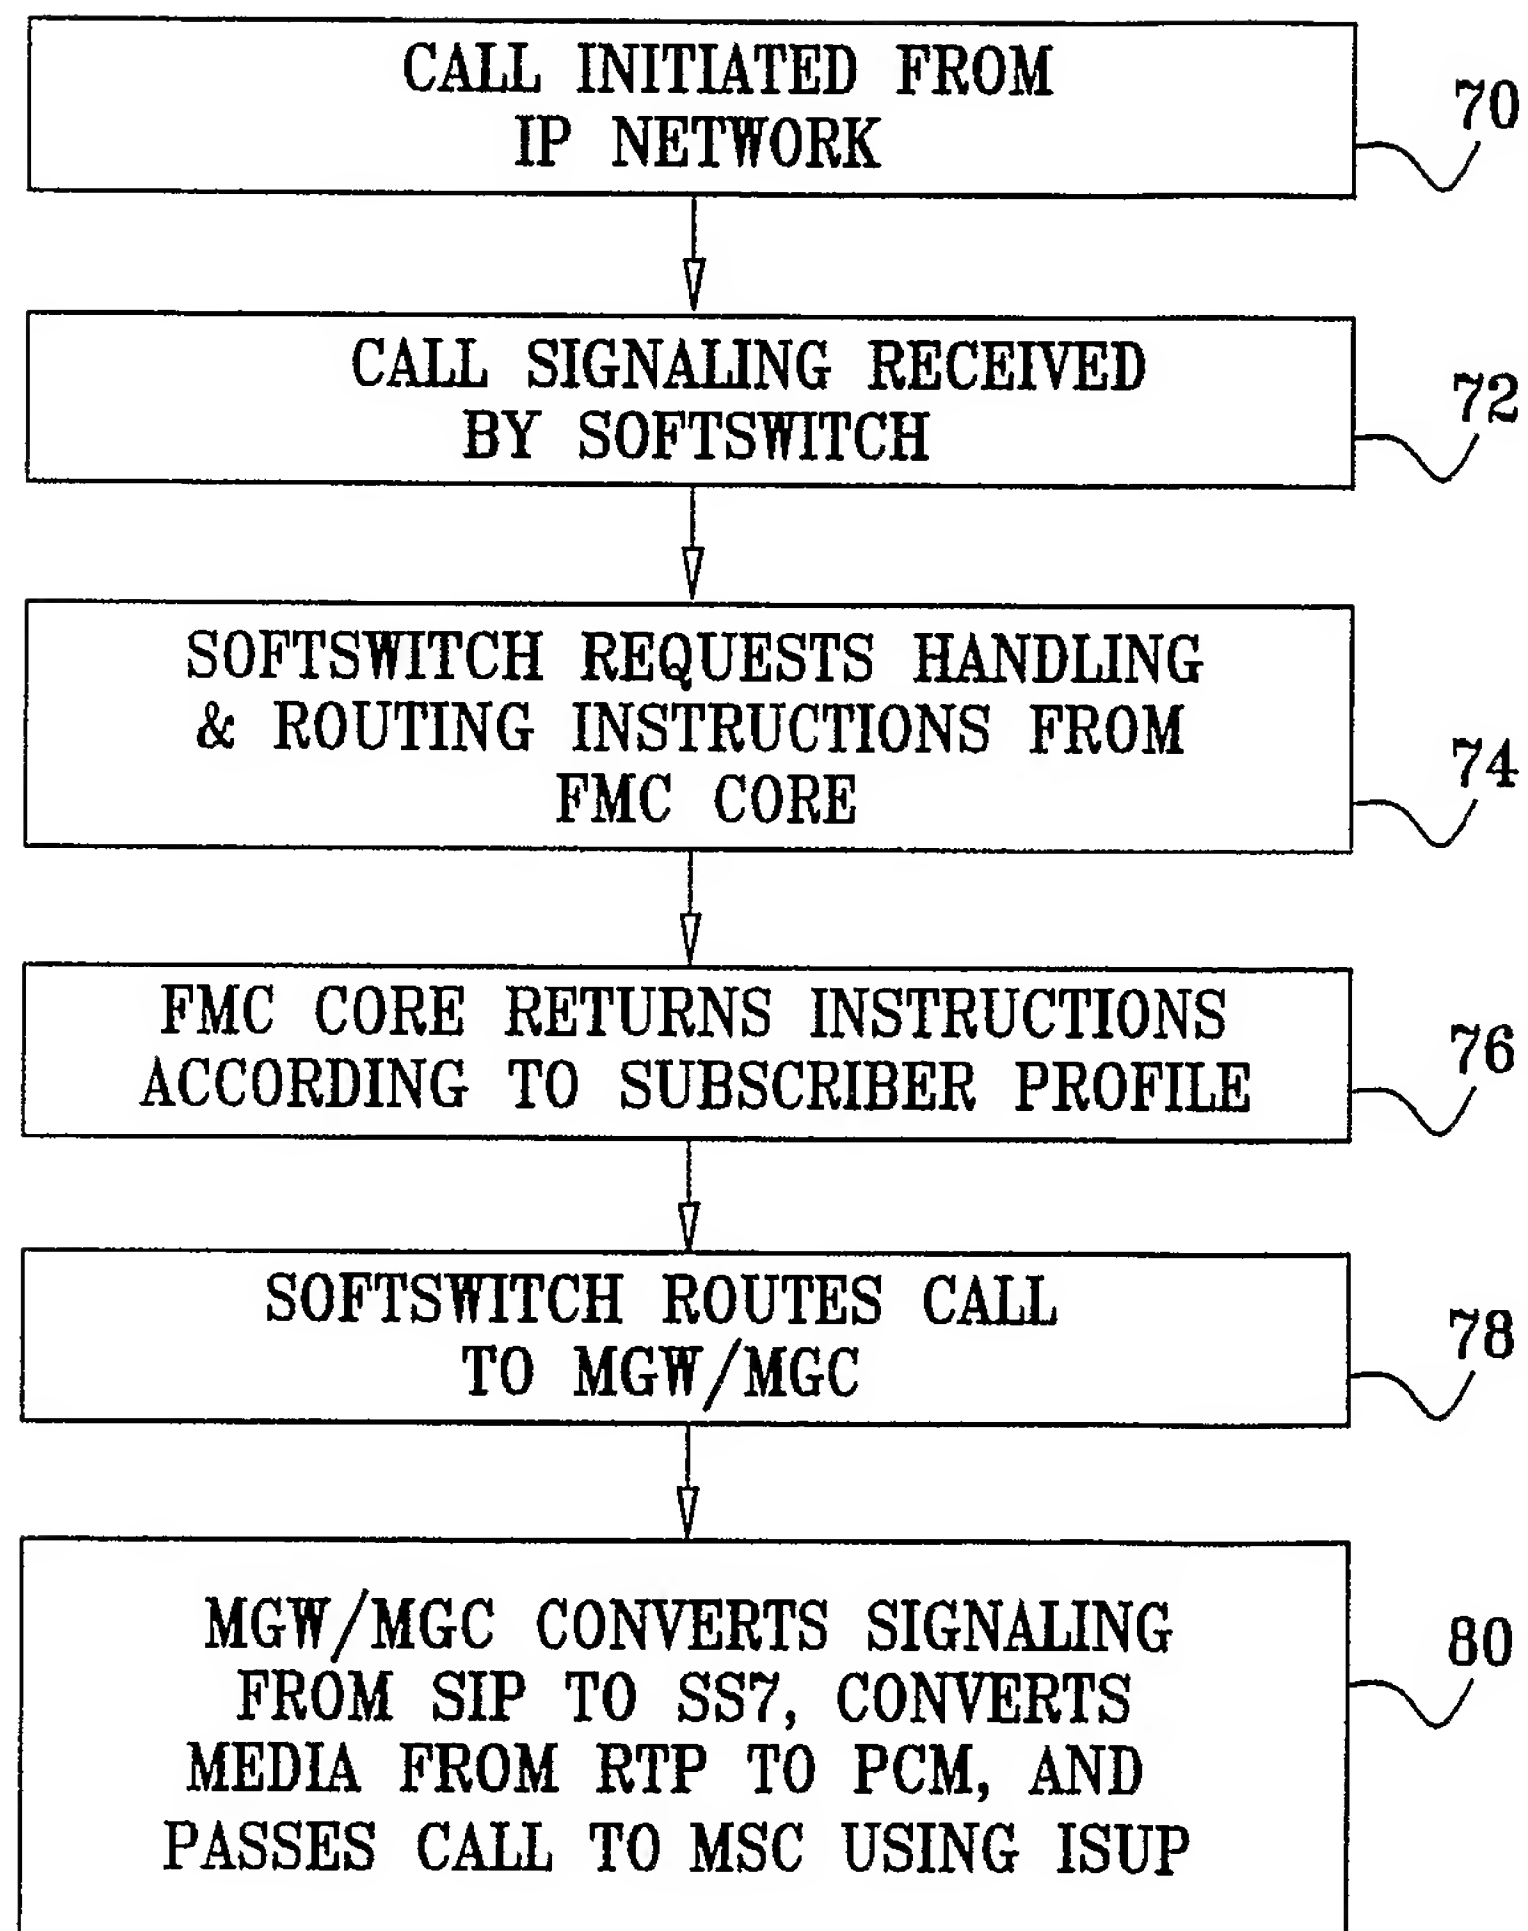 CALL INITIATED FROM
IP NETWORK
70
CALL SIGNALING RECEIVED
BY SOFTSWITCH
72
SOFTSWITCH REQUESTS HANDLING
& ROUTING INSTRUCTIONS FROM
FMC CORE
74
FMC CORE RETURNS INSTRUCTIONS
ACCORDING TO SUBSCRIBER PROFILE
76
SOFTSWITCH ROUTES CALL
TO MGW/MGC
78
MGW/MGC CONVERTS SIGNALING
FROM SIP TO SS7, CONVERTS
MEDIA FROM RTP TO PCM, AND
PASSES CALL TO MSC USING ISUP
80